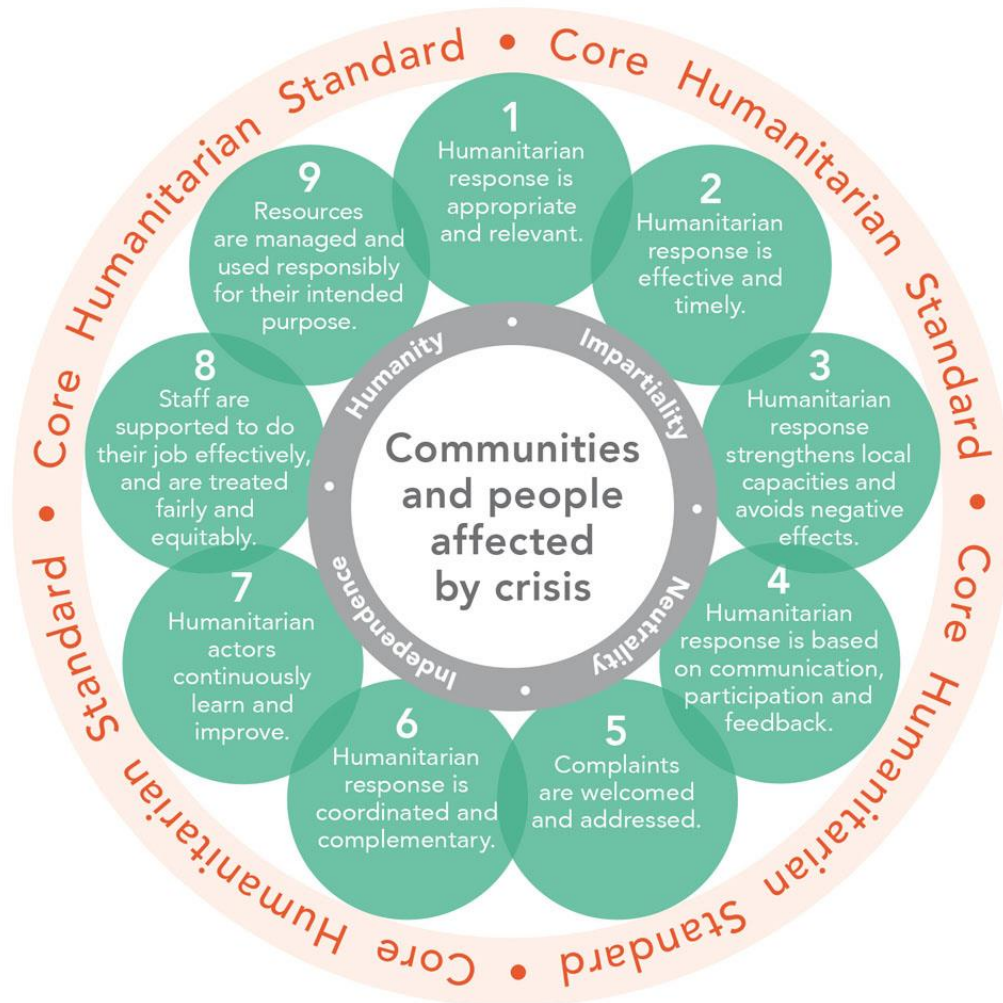 Core Humanitarian Standard • Core Humanitarian Standard • Core Humanitarian Standard • Core Humanitarian Standard •
1
Humanitarian
response is
appropriate
and relevant.
2
Humanitarian
response is
effective and
timely.
3
Humanitarian
response
strengthens local
capacities and
avoids negative
effects.
4
Humanitarian
response is based
on communication,
participation and
feedback.
5
Complaints
are welcomed
and addressed.
6
Humanitarian
response is
coordinated and
complementary.
7
Humanitarian
actors
continuously
learn and
improve.
8
Staff are
supported to do
their job effectively,
and are treated
fairly and
equitably.
9
Resources
are managed and
used responsibly
for their intended
purpose.
Humanity • Impartiality • Neutrality • Independence •
Communities
and people
affected
by crisis